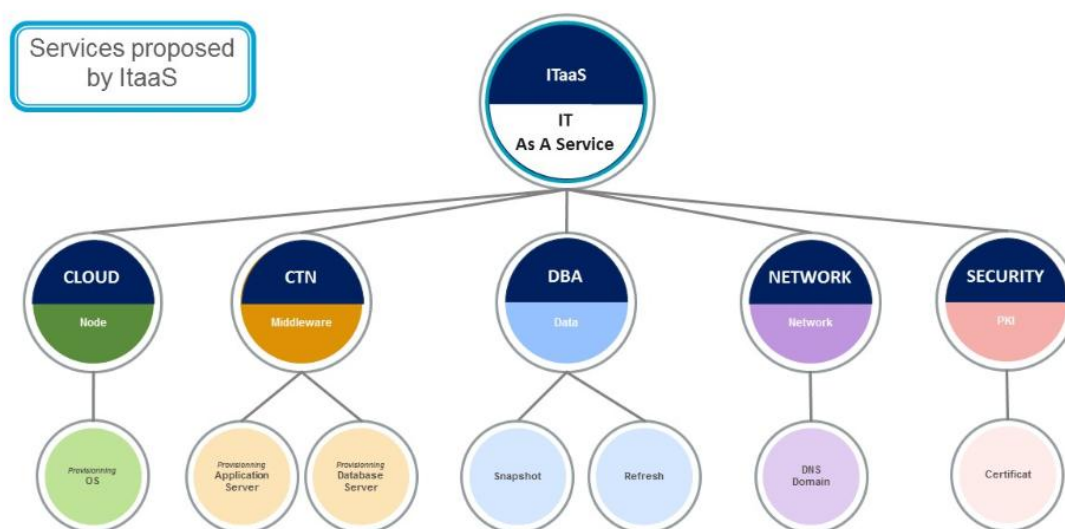 Services proposed
by ItaaS
ITaaS
IT
As A Service
CLOUD
Node
CTN
Middleware
DBA
Data
NETWORK
Network
SECURITY
PKI
Provisionning
OS
Provisionning
Application
Server
Provisionning
Database
Server
Snapshot
Refresh
DNS
Domain
Certificat